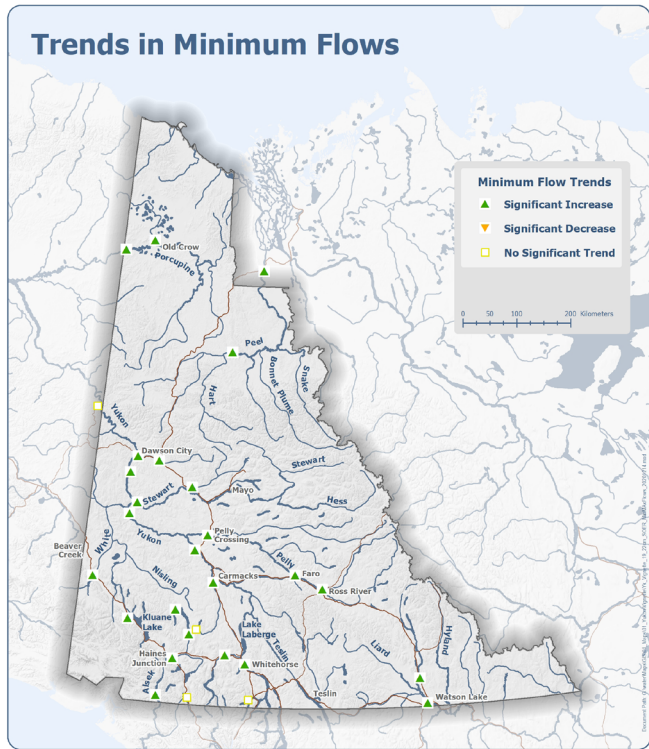 Trends in Minimum Flows
Minimum Flow Trends
Significant Increase
Significant Decrease
No Significant Trend
0 50 100 200 Kilometers
Old Crow
Porcupine
Peel
Hart
Bonnet Plume
Snake
Yukon
Dawson City
Stewart
Stewart
Mayo
Hess
Pelly
Crossing
Yukon
White
Beaver
Creek
Nisling
Pelly
Faro
Carmacks
Ross River
Kluane
Lake
Lake
Laberge
Teslin
Liard
Hyland
Haines
Junction
Whitehorse
Alsek
Teslin
Watson Lake